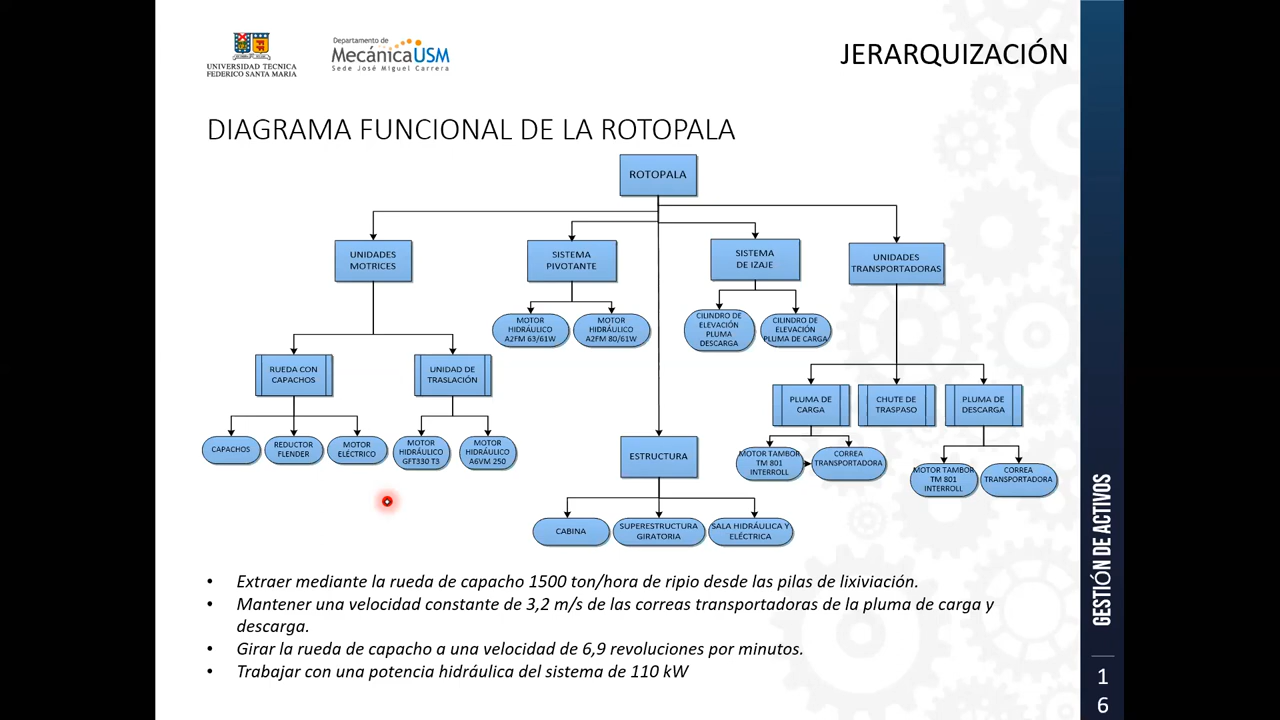 UNIVERSIDAD TECNICA
FEDERICO SANTA MARIA
Departamento de
MecánicaUSM
Sede José Miguel Carrera
JERARQUIZACIÓN
DIAGRAMA FUNCIONAL DE LA ROTOPALA
ROTOPALA
UNIDADES
MOTRICES
SISTEMA
PIVOTANTE
SISTEMA
DE IZAJE
UNIDADES
TRANSPORTADORAS
MOTOR
HIDRÁULICO
A2FM 63/61W
MOTOR
HIDRÁULICO
A2FM 80/61W
CILINDRO DE
ELEVACIÓN
PLUMA
DESCARGA
CILINDRO DE
ELEVACIÓN
PLUMA DE CARGA
RUEDA CON
CAPACHOS
UNIDAD DE
TRASLACIÓN
PLUMA DE
CARGA
CHUTE DE
TRASPASO
PLUMA DE
DESCARGA
CAPACHOS
REDUCTOR
FLENDER
MOTOR
ELÉCTRICO
MOTOR
HIDRÁULICO
GFT330 T3
MOTOR
HIDRÁULICO
A6VM 250
ESTRUCTURA
MOTOR TAMBOR
TM 801
INTERROLL
CORREA
TRANSPORTADORA
MOTOR TAMBOR
TM 801
INTERROLL
CORREA
TRANSPORTADORA
CABINA
SUPERESTRUCTURA
GIRATORIA
SALA HIDRÁULICA Y
ELÉCTRICA
• Extraer mediante la rueda de capacho 1500 ton/hora de ripio desde las pilas de lixiviación.
• Mantener una velocidad constante de 3,2 m/s de las correas transportadoras de la pluma de carga y
descarga.
• Girar la rueda de capacho a una velocidad de 6,9 revoluciones por minutos.
• Trabajar con una potencia hidráulica del sistema de 110 kW
GESTIÓN DE ACTIVOS
1
6